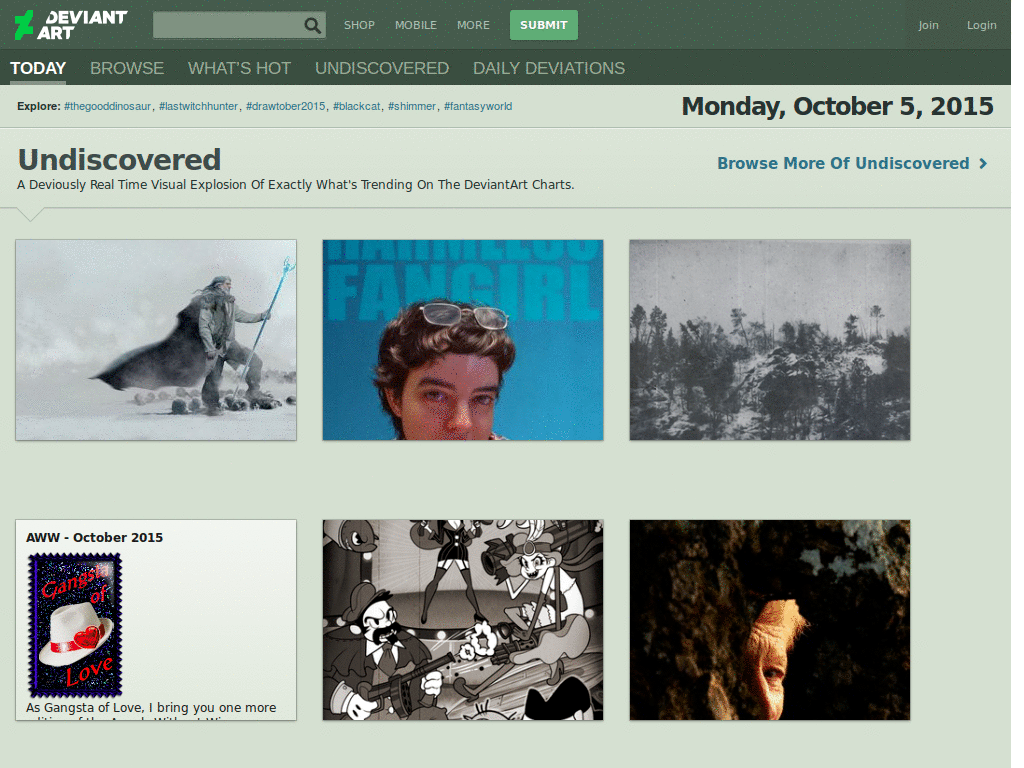 DEVIANT ART
SHOP MOBILE MORE SUBMIT Join Login
TODAY BROWSE WHAT'S HOT UNDISCOVERED DAILY DEVIATIONS
Explore: #thegooddinosaur, #lastwitchhunter, #drawtober2015, #blackcat, #shimmer, #fantasyworld
Monday, October 5, 2015
Undiscovered
Browse More Of Undiscovered
A Deviously Real Time Visual Explosion Of Exactly What's Trending On The DeviantArt Charts.
FANGIRL
AWW - October 2015
Gangsta
of
Love
As Gangsta of Love, I bring you one more